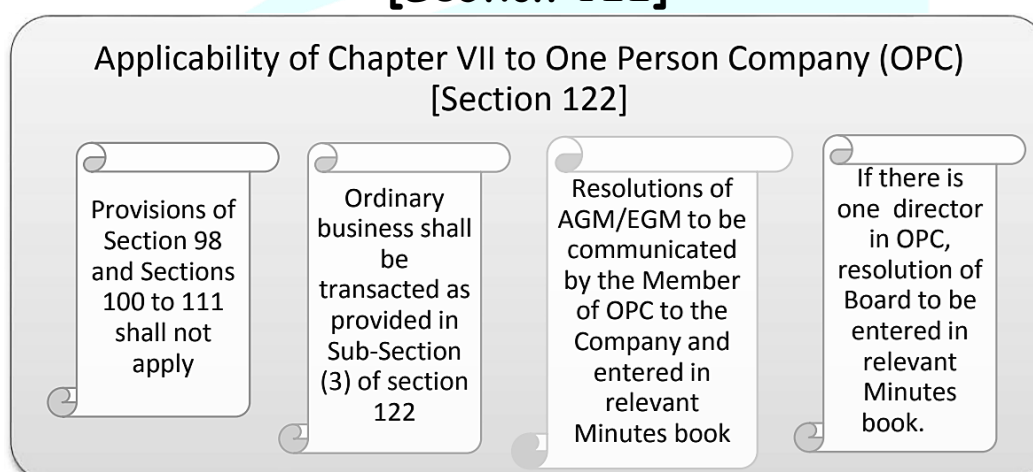 [Section 122]
Applicability of Chapter VII to One Person Company (OPC)
[Section 122]
Provisions of
Section 98
and Sections
100 to 111
shall not
apply
Ordinary
business shall
be
transacted as
provided in
Sub-Section
(3) of section
122
Resolutions of
AGM/EGM to be
communicated
by the Member
of OPC to the
Company and
entered in
relevant
Minutes book
If there is
one director
in OPC,
resolution of
Board to be
entered in
relevant
Minutes
book.